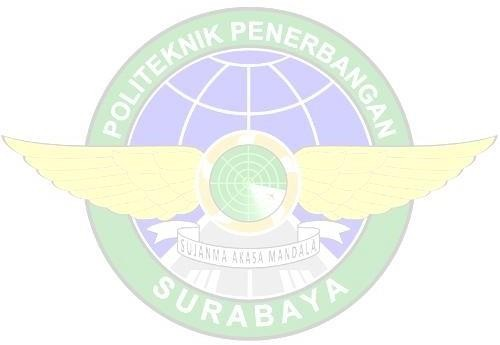 POLITEKNIK PENERBANGAN
SUJANMA AKASA MANDALA
SURABAYA